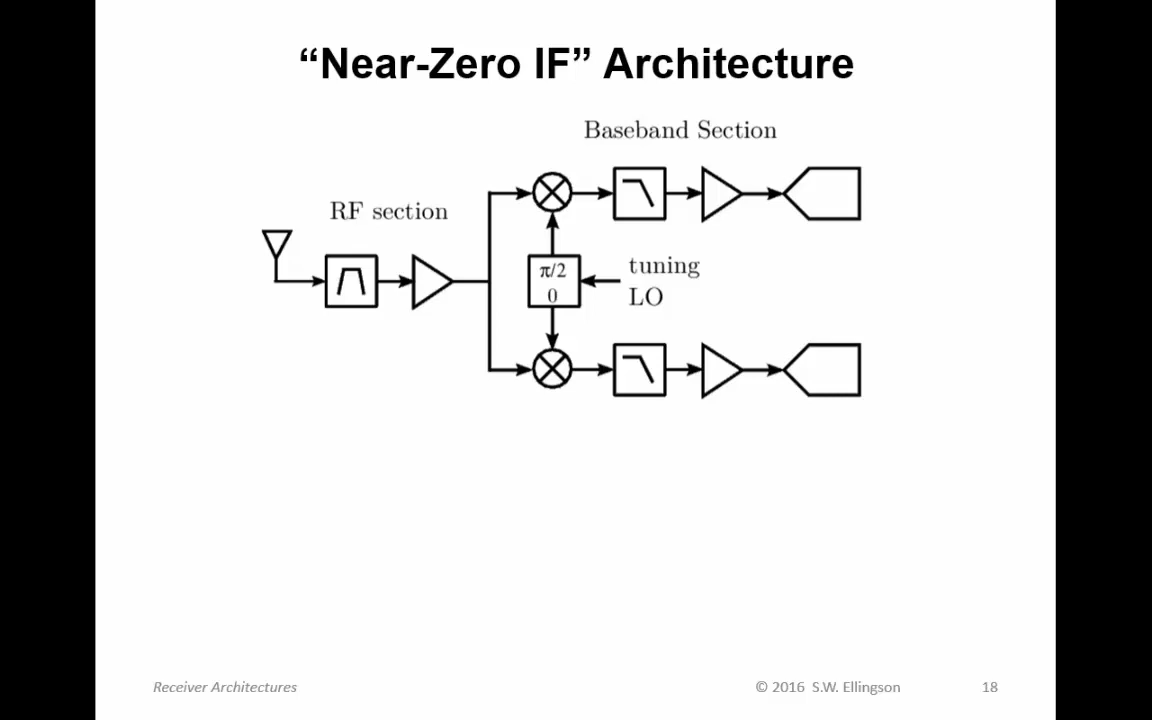 “Near-Zero IF” Architecture
Baseband Section
RF section
π/2
0
tuning
LO
Receiver Architectures
© 2016 S.W. Ellingson
18